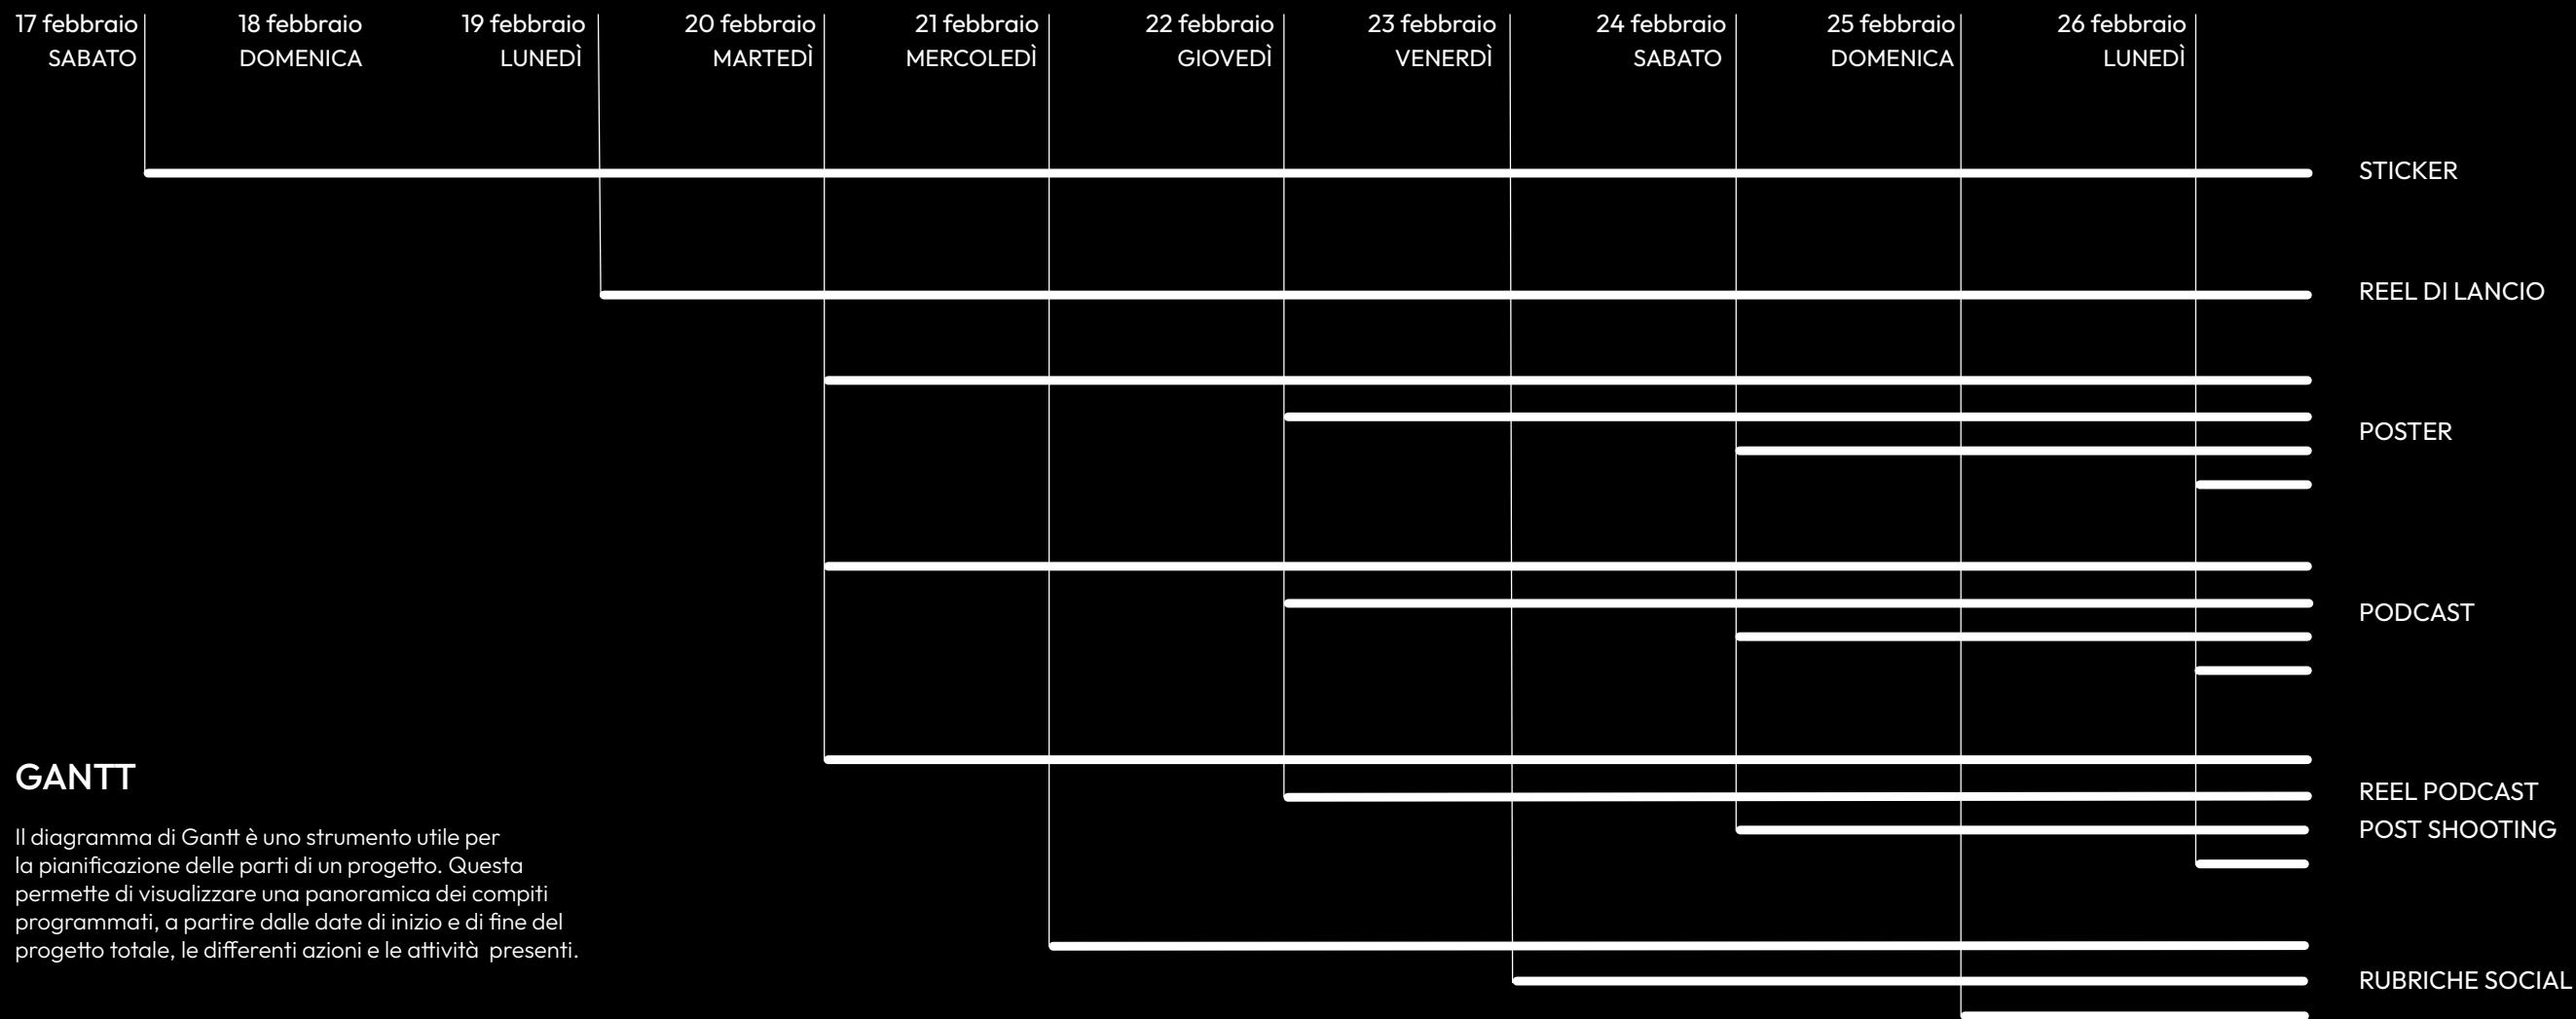 17 febbraio
SABATO
18 febbraio
DOMENICA
19 febbraio
LUNEDÌ
20 febbraio
MARTEDÌ
21 febbraio
MERCOLEDÌ
22 febbraio
GIOVEDÌ
23 febbraio
VENERDÌ
24 febbraio
SABATO
25 febbraio
DOMENICA
26 febbraio
LUNEDÌ
STICKER
REEL DI LANCIO
POSTER
PODCAST
REEL PODCAST
POST SHOOTING
RUBRICHE SOCIAL
GANTT
Il diagramma di Gantt è uno strumento utile per
la pianificazione delle parti di un progetto. Questa
permette di visualizzare una panoramica dei compiti
programmati, a partire dalle date di inizio e di fine del
progetto totale, le differenti azioni e le attività  presenti.